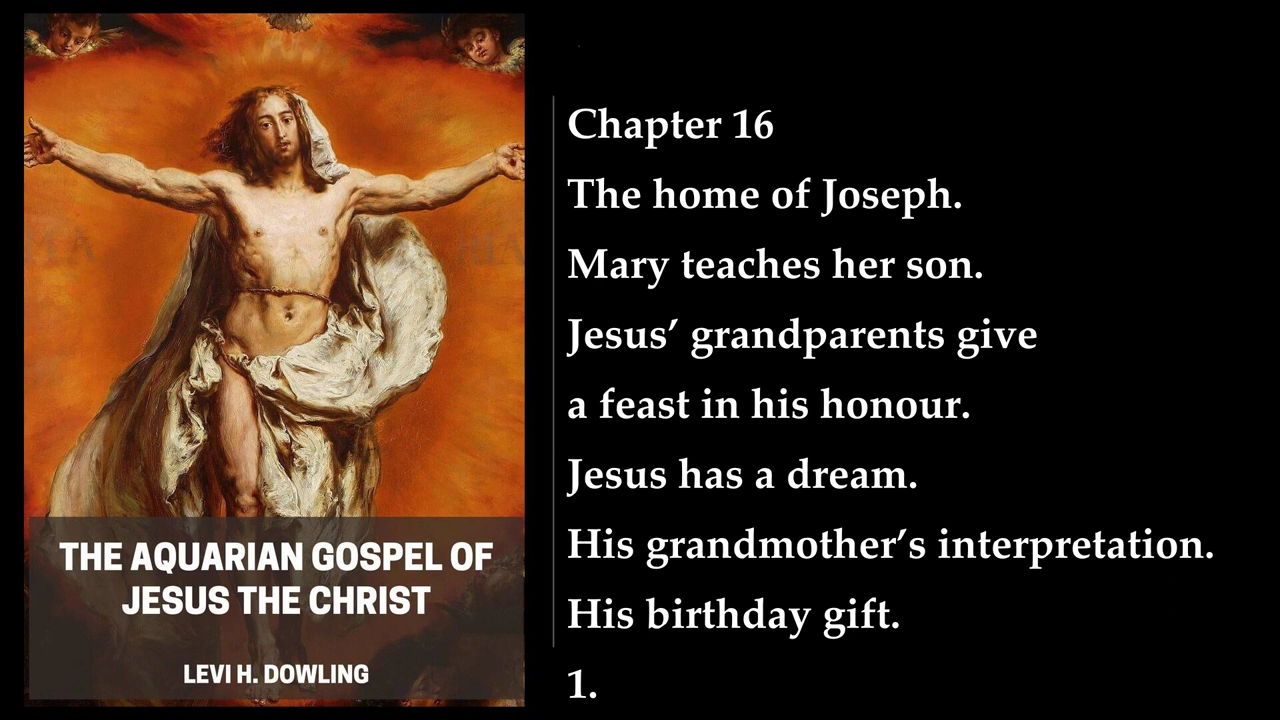 THE AQUARIAN GOSPEL OF
JESUS THE CHRIST
LEVI H. DOWLING
Chapter 16
The home of Joseph.
Mary teaches her son.
Jesus’ grandparents give
a feast in his honour.
Jesus has a dream.
His grandmother’s interpretation.
His birthday gift.
1.